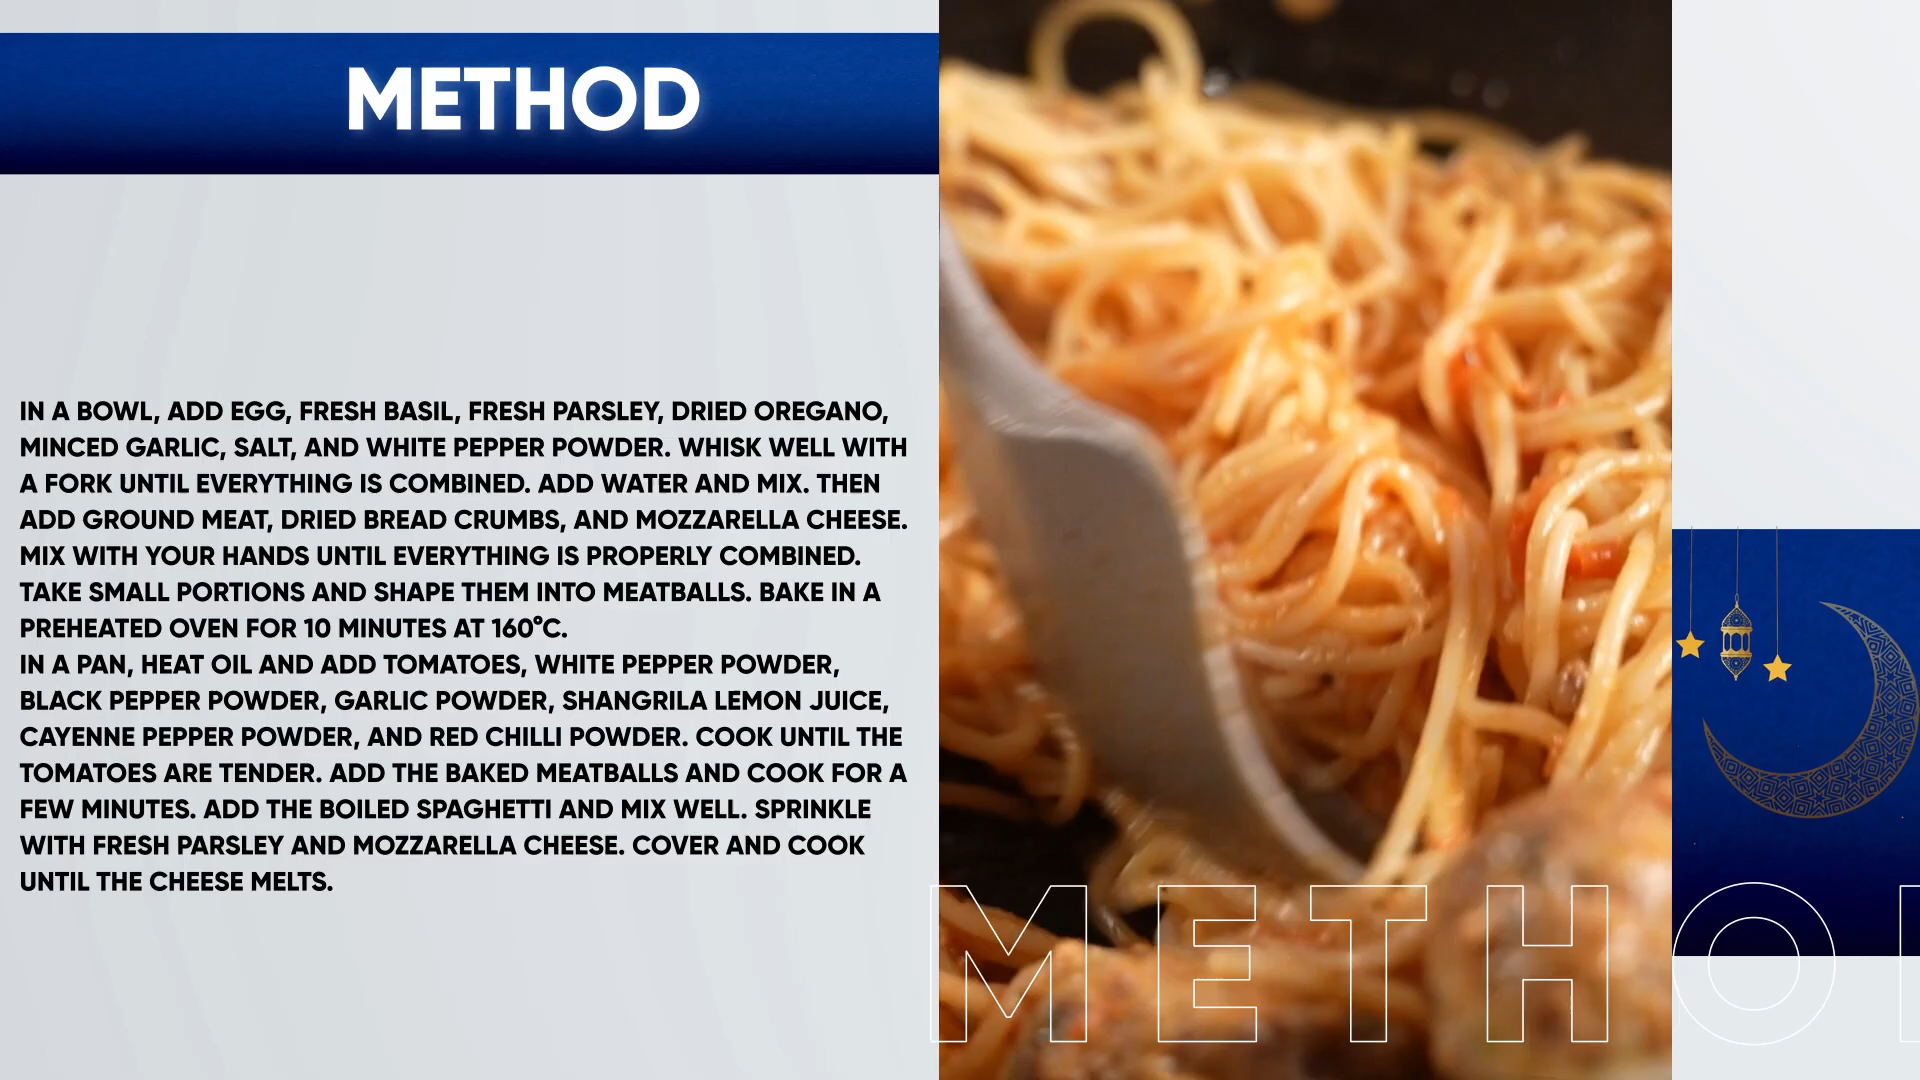 METHOD
IN A BOWL, ADD EGG, FRESH BASIL, FRESH PARSLEY, DRIED OREGANO,
MINCED GARLIC, SALT, AND WHITE PEPPER POWDER. WHISK WELL WITH
A FORK UNTIL EVERYTHING IS COMBINED. ADD WATER AND MIX. THEN
ADD GROUND MEAT, DRIED BREAD CRUMBS, AND MOZZARELLA CHEESE.
MIX WITH YOUR HANDS UNTIL EVERYTHING IS PROPERLY COMBINED.
TAKE SMALL PORTIONS AND SHAPE THEM INTO MEATBALLS. BAKE IN A
PREHEATED OVEN FOR 10 MINUTES AT 160°C.
IN A PAN, HEAT OIL AND ADD TOMATOES, WHITE PEPPER POWDER,
BLACK PEPPER POWDER, GARLIC POWDER, SHANGRILA LEMON JUICE,
CAYENNE PEPPER POWDER, AND RED CHILLI POWDER. COOK UNTIL THE
TOMATOES ARE TENDER. ADD THE BAKED MEATBALLS AND COOK FOR A
FEW MINUTES. ADD THE BOILED SPAGHETTI AND MIX WELL. SPRINKLE
WITH FRESH PARSLEY AND MOZZARELLA CHEESE. COVER AND COOK
UNTIL THE CHEESE MELTS.
METHO